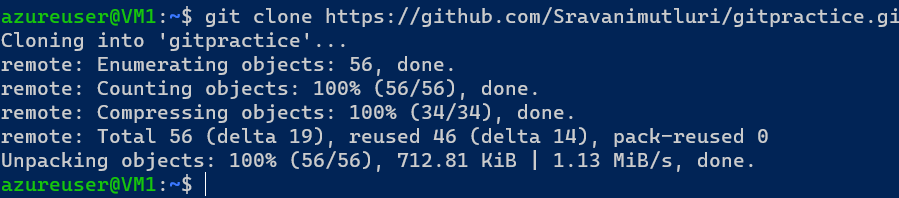 azureuser@VM1:~$ git clone https://github.com/Sravanimutluri/gitpractice.gi
Cloning into 'gitpractice'...
remote: Enumerating objects: 56, done.
remote: Counting objects: 100% (56/56), done.
remote: Compressing objects: 100% (34/34), done.
remote: Total 56 (delta 19), reused 46 (delta 14), pack-reused 0
Unpacking objects: 100% (56/56), 712.81 KiB | 1.13 MiB/s, done.
azureuser@VM1:~$